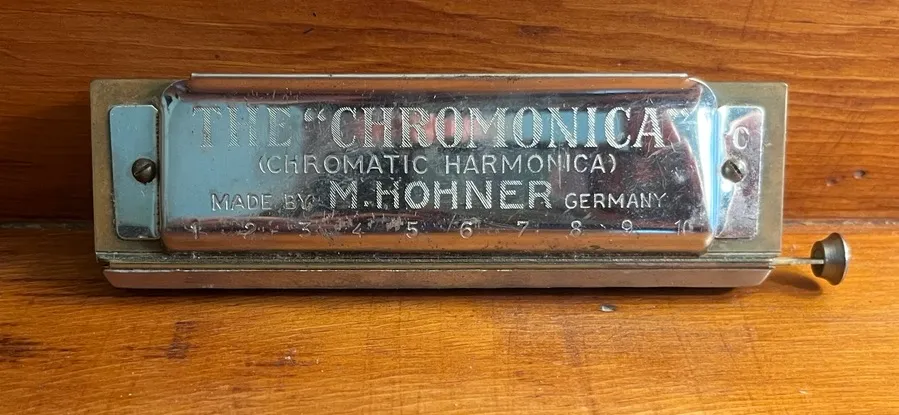 THE "CHROMONICA"
C
(CHROMATIC HARMONICA)
MADE BY M. HOHNER GERMANY
1 2 3 4 5 6 7 8 9 10